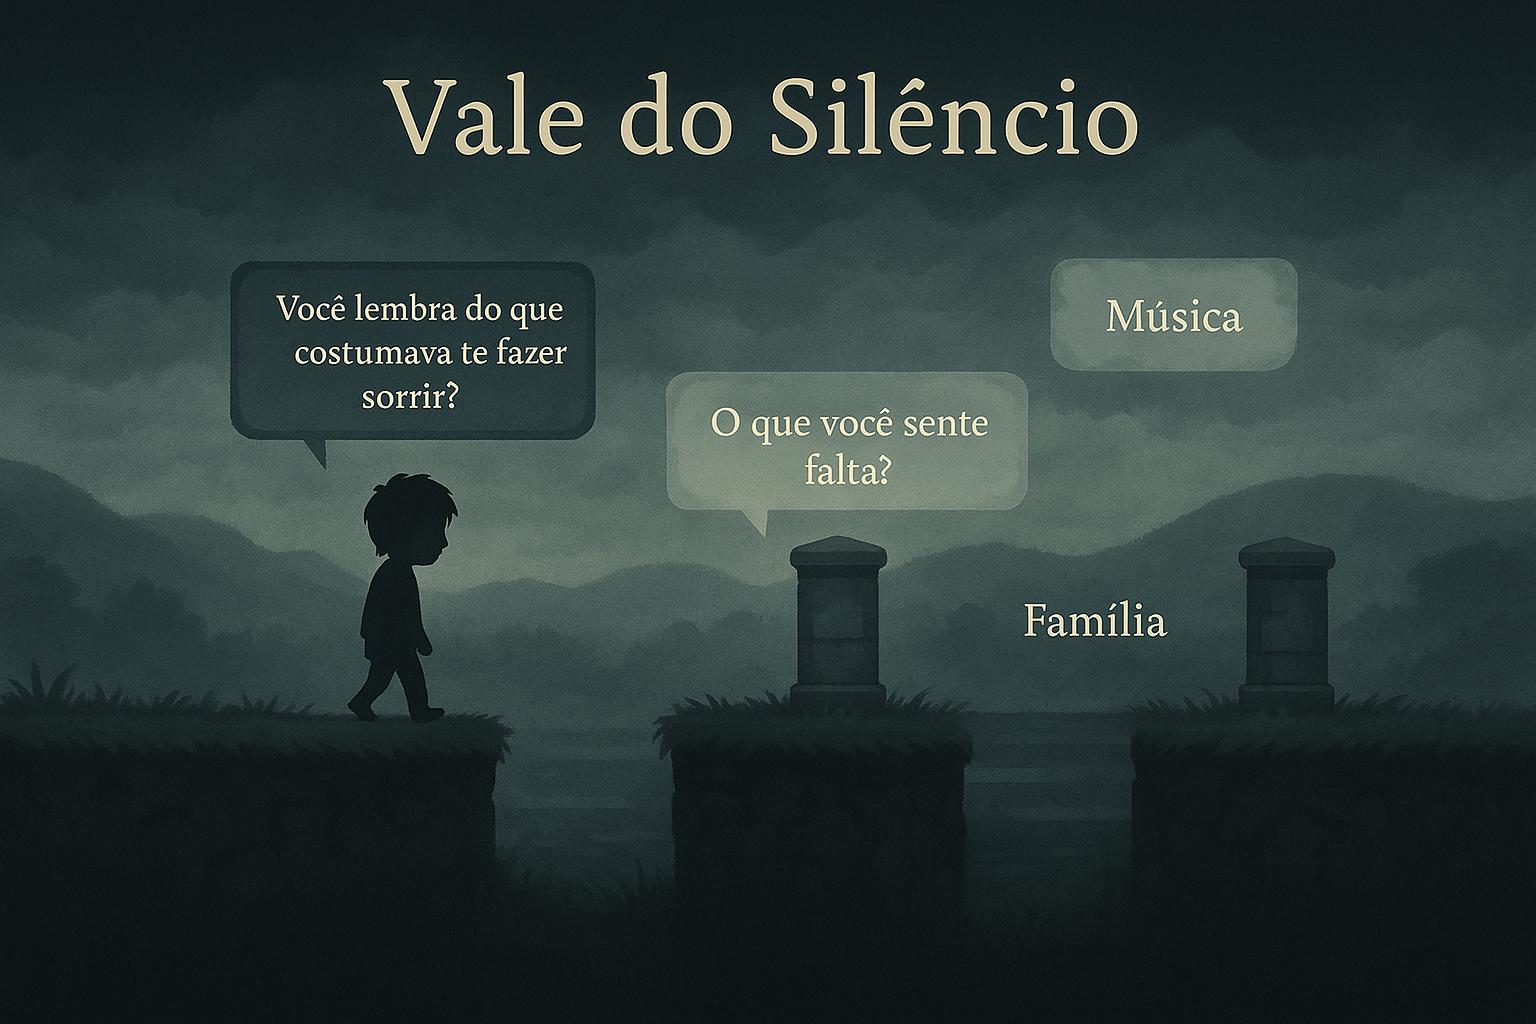 Vale do Silêncio
Você lembra do que
costumava te fazer
sorrir?
O que você sente
falta?
Música
Família